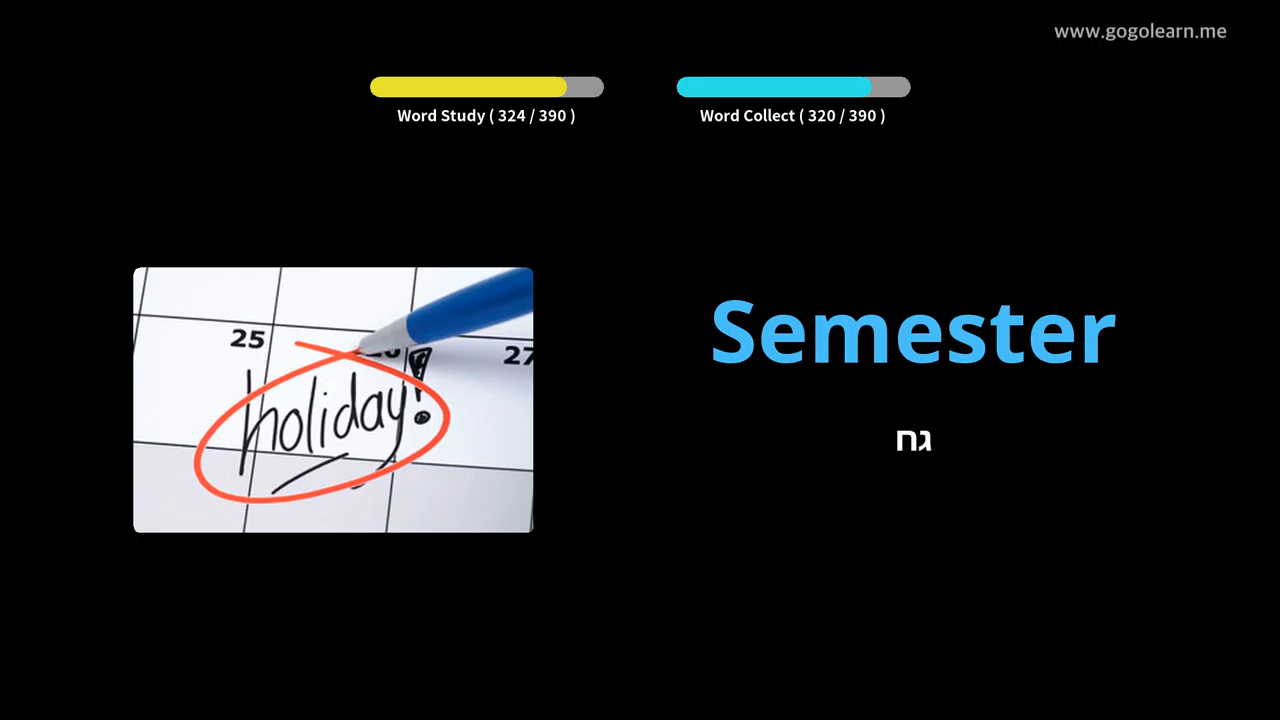 www.gogolearn.me
Word Study ( 324 / 390 )
Word Collect ( 320 / 390 )
25
27
holiday!
Semester
גח